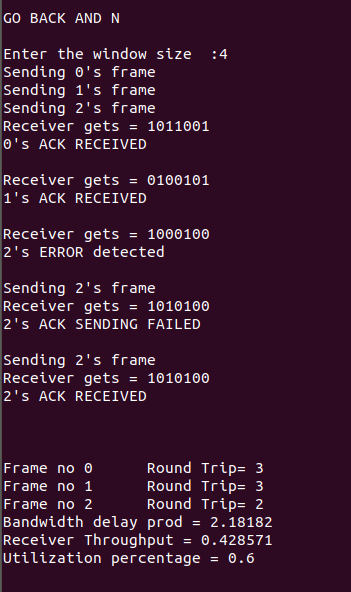 GO BACK AND N
Enter the window size  :4
Sending 0's frame
Sending 1's frame
Sending 2's frame
Receiver gets = 1011001
0's ACK RECEIVED
Receiver gets = 0100101
1's ACK RECEIVED
Receiver gets = 1000100
2's ERROR detected
Sending 2's frame
Receiver gets = 1010100
2's ACK SENDING FAILED
Sending 2's frame
Receiver gets = 1010100
2's ACK RECEIVED
Frame no 0      Round Trip= 3
Frame no 1      Round Trip= 3
Frame no 2      Round Trip= 2
Bandwidth delay prod = 2.18182
Receiver Throughput = 0.428571
Utilization percentage = 0.6